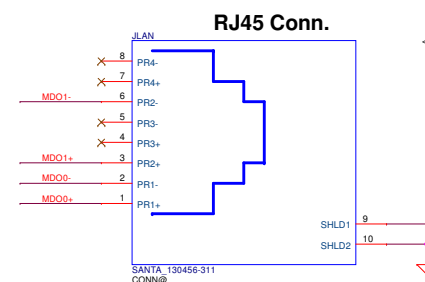 RJ45 Conn.
JLAN
8 PR4-
7 PR4+
MDO1- 6 PR2-
5 PR3-
4 PR3+
MDO1+ 3 PR2+
MDO0- 2 PR1-
MDO0+ 1 PR1+
SHLD1 9
SHLD2 10
SANTA_130456-311
CONN@